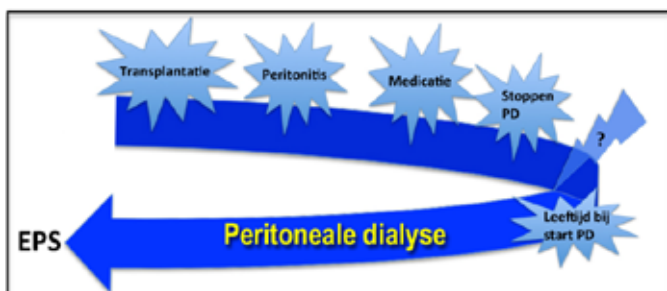 Transplantatie
Peritonitis
Medicatie
Stoppen
PD
?
Leeftijd bij
start PD
Peritoneale dialyse
EPS